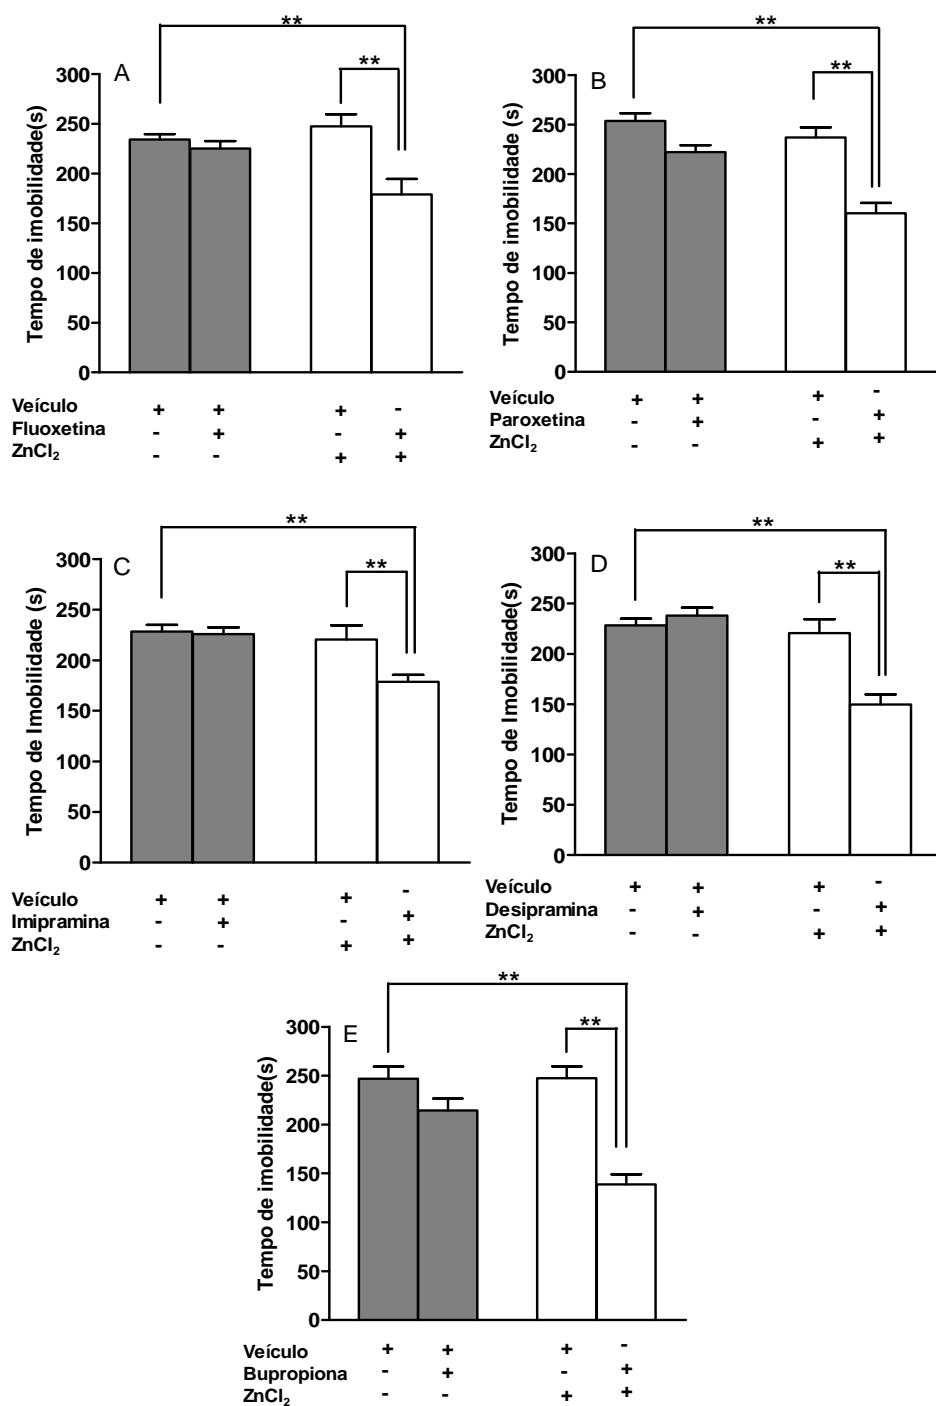 **
A
**
Tempo de imobilidade(s)
300
250
200
150
100
50
0
Veículo + + + -
Fluoxetina - + - +
ZnCl₂ - - + +
**
B
**
Tempo de imobilidade (s)
300
250
200
150
100
50
0
Veículo + + + -
Paroxetina - + - +
ZnCl₂ - - + +
**
C
**
Tempo de Imobilidade (s)
300
250
200
150
100
50
0
Veículo + + + -
Imipramina - + - +
ZnCl₂ - - + +
**
D
**
Tempo de Imobilidade(s)
300
250
200
150
100
50
0
Veículo + + + -
Desipramina - + - +
ZnCl₂ - - + +
**
E
**
Tempo de imobilidade(s)
300
250
200
150
100
50
0
Veículo + + + -
Bupropiona - + - +
ZnCl₂ - - + +